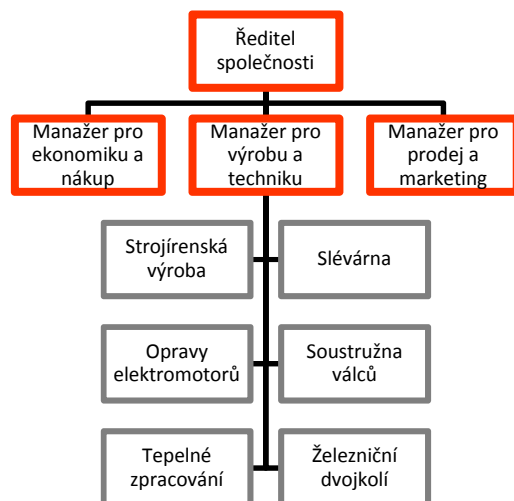 Ředitel
společnosti
Manažer pro
ekonomiku a
nákup
Manažer pro
výrobu a
techniku
Manažer pro
prodej a
marketing
Strojírenská
výroba
Slévárna
Opravy
elektromotorů
Soustružna
válců
Tepelné
zpracování
Železniční
dvojkolí